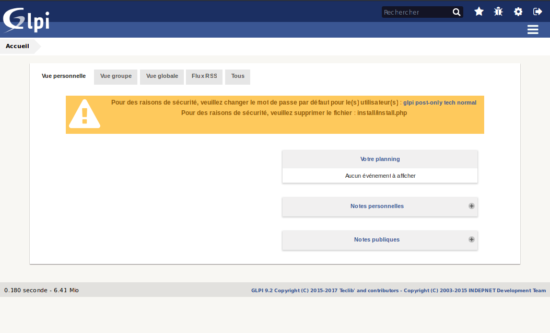 Glpi
Rechercher
Accueil
Vue personnelle
Vue groupe
Vue globale
Flux RSS
Tous
Pour des raisons de sécurité, veuillez changer le mot de passe par défaut pour le(s) utilisateur(s) : glpi post-only tech normal
Pour des raisons de sécurité, veuillez supprimer le fichier : install/install.php
Votre planning
Aucun événement à afficher
Notes personnelles
Notes publiques
0.180 seconde - 6.41 Mio
GLPI 9.2 Copyright (C) 2015-2017 Teclib' and contributors - Copyright (C) 2003-2015 INDEPNET Development Team